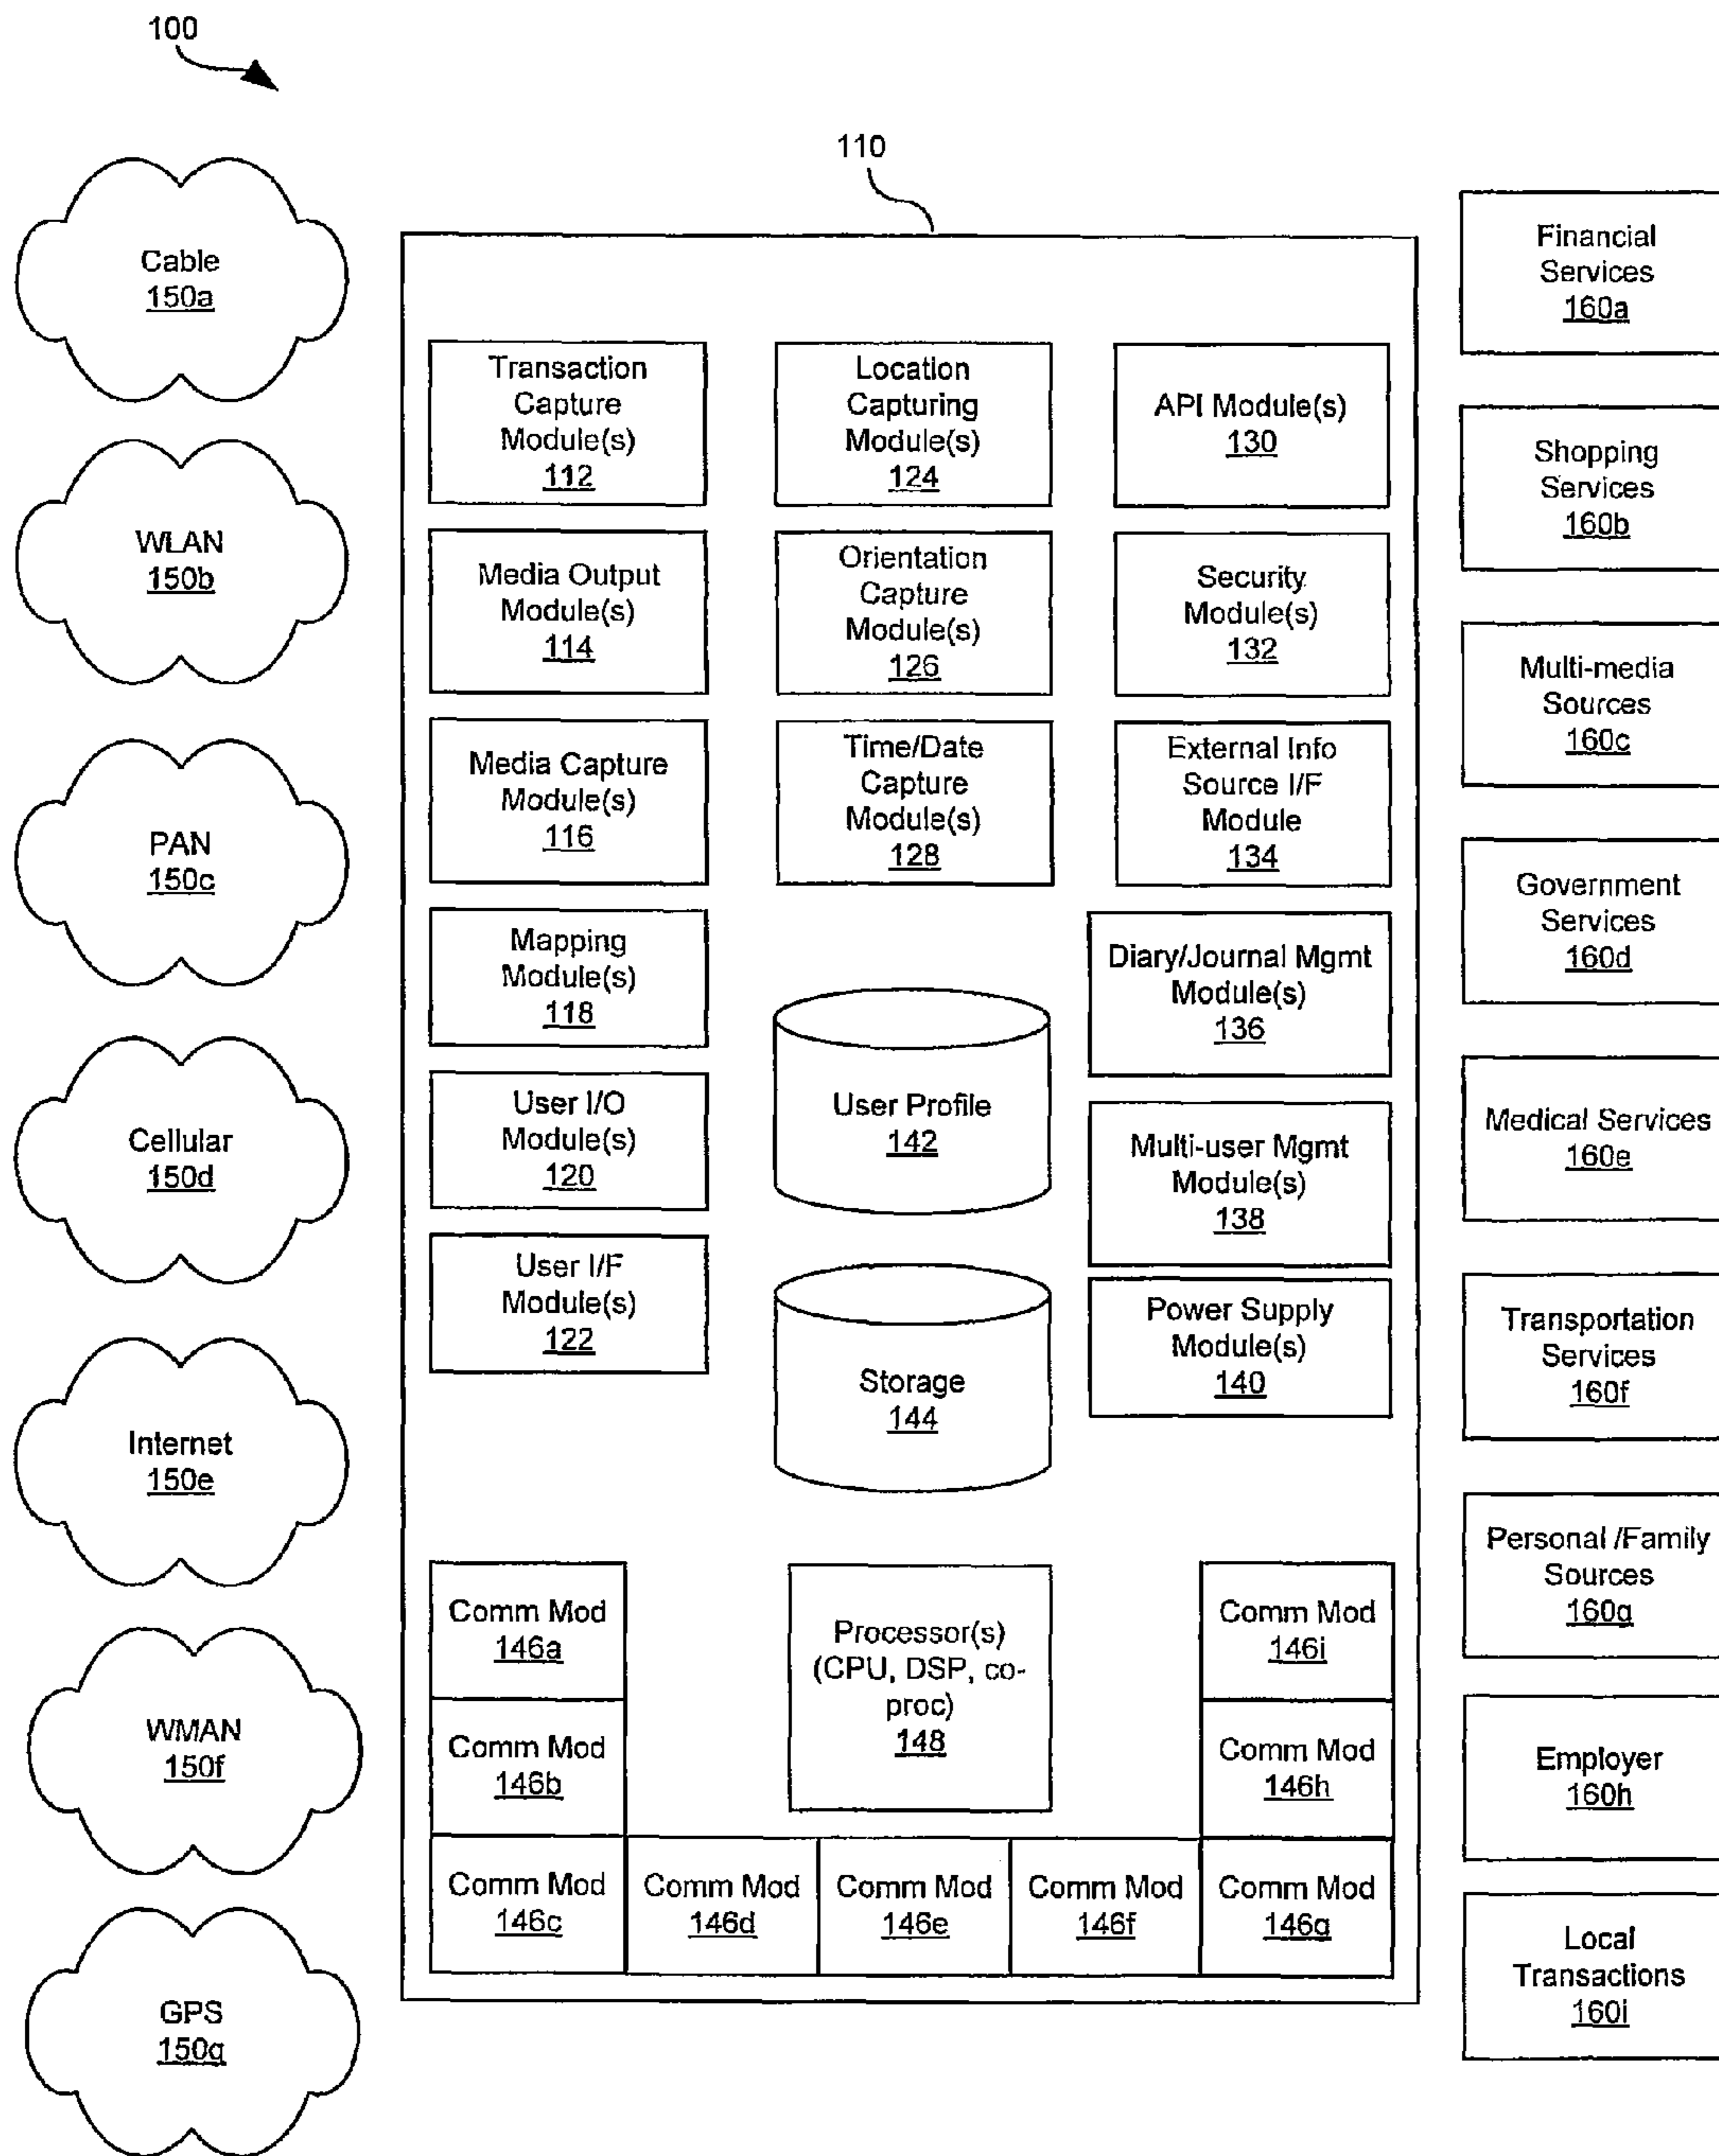 100
110
Cable
150a
WLAN
150b
PAN
150c
Cellular
150d
Internet
150e
WMAN
150f
GPS
150g
Transaction
Capture
Module(s)
112
Media Output
Module(s)
114
Media Capture
Module(s)
116
Mapping
Module(s)
118
User I/O
Module(s)
120
User I/F
Module(s)
122
Location
Capturing
Module(s)
124
Orientation
Capture
Module(s)
126
Time/Date
Capture
Module(s)
128
User Profile
142
Storage
144
API Module(s)
130
Security
Module(s)
132
External Info
Source I/F
Module
134
Diary/Journal Mgmt
Module(s)
136
Multi-user Mgmt
Module(s)
138
Power Supply
Module(s)
140
Comm Mod
146a
Comm Mod
146b
Comm Mod
146c
Comm Mod
146d
Comm Mod
146e
Comm Mod
146f
Comm Mod
146g
Comm Mod
146h
Comm Mod
146i
Processor(s)
(CPU, DSP, co-
proc)
148
Financial
Services
160a
Shopping
Services
160b
Multi-media
Sources
160c
Government
Services
160d
Medical Services
160e
Transportation
Services
160f
Personal /Family
Sources
160g
Employer
160h
Local
Transactions
160i